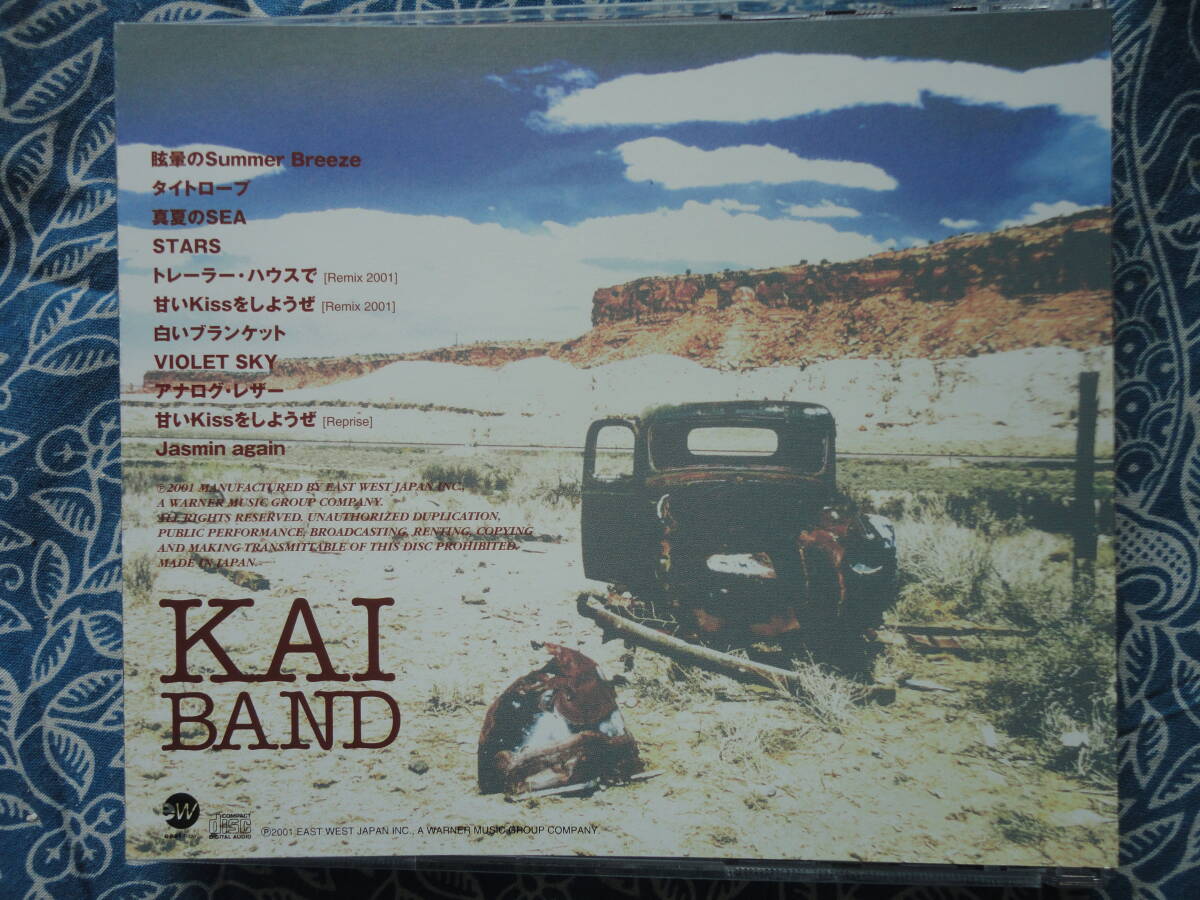 眩暈のSummer Breeze
タイトロープ
真夏のSEA
STARS
トレーラー・ハウスで [Remix 2001]
甘いKissをしようぜ [Remix 2001]
白いブランケット
VIOLET SKY
アナログ・レザー
甘いKissをしようぜ [Reprise]
Jasmin again
℗2001 MANUFACTURED BY EAST WEST JAPAN INC.,
A WARNER MUSIC GROUP COMPANY.
ALL RIGHTS RESERVED. UNAUTHORIZED DUPLICATION,
PUBLIC PERFORMANCE, BROADCASTING, RENTING, COPYING
AND MAKING TRANSMITTABLE OF THIS DISC PROHIBITED.
MADE IN JAPAN.
KAI
BAND
ew
COMPACT
disc
DIGITAL AUDIO
℗2001 EAST WEST JAPAN INC., A WARNER MUSIC GROUP COMPANY.